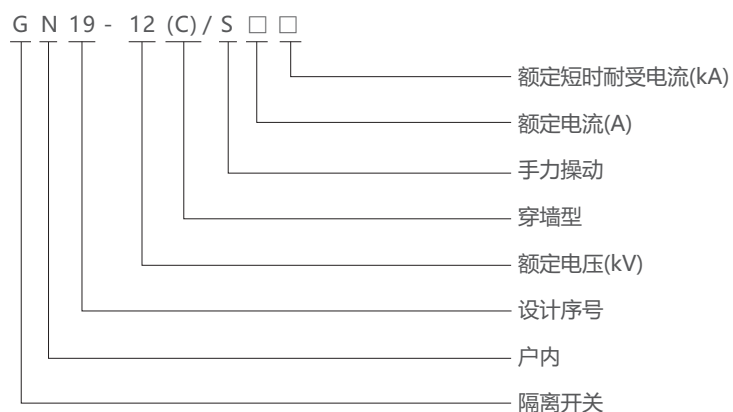 GN19-12(C)/S□□
额定短时耐受电流(kA)
额定电流(A)
手力操动
穿墙型
额定电压(kV)
设计序号
户内
隔离开关